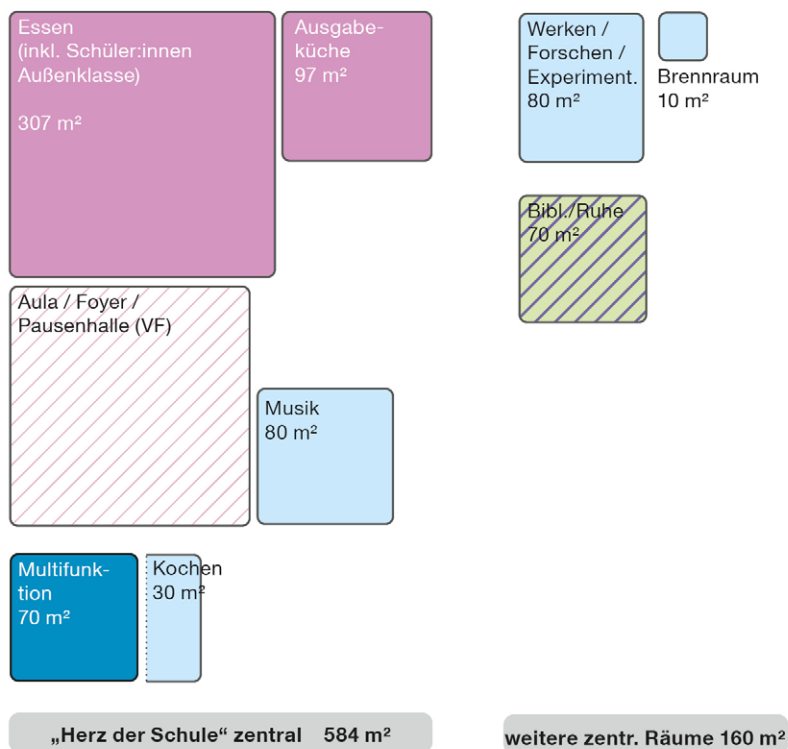 Essen
(inkl. Schüler:innen
Außenklasse)
307 m²
Ausgabe-
küche
97 m²
Werken /
Forschen /
Experiment.
80 m²
Brennraum
10 m²
Bibl./Ruhe
70 m²
Aula / Foyer /
Pausenhalle (VF)
Musik
80 m²
Multifunk-
tion
70 m²
Kochen
30 m²
„Herz der Schule“ zentral 584 m²
weitere zentr. Räume 160 m²